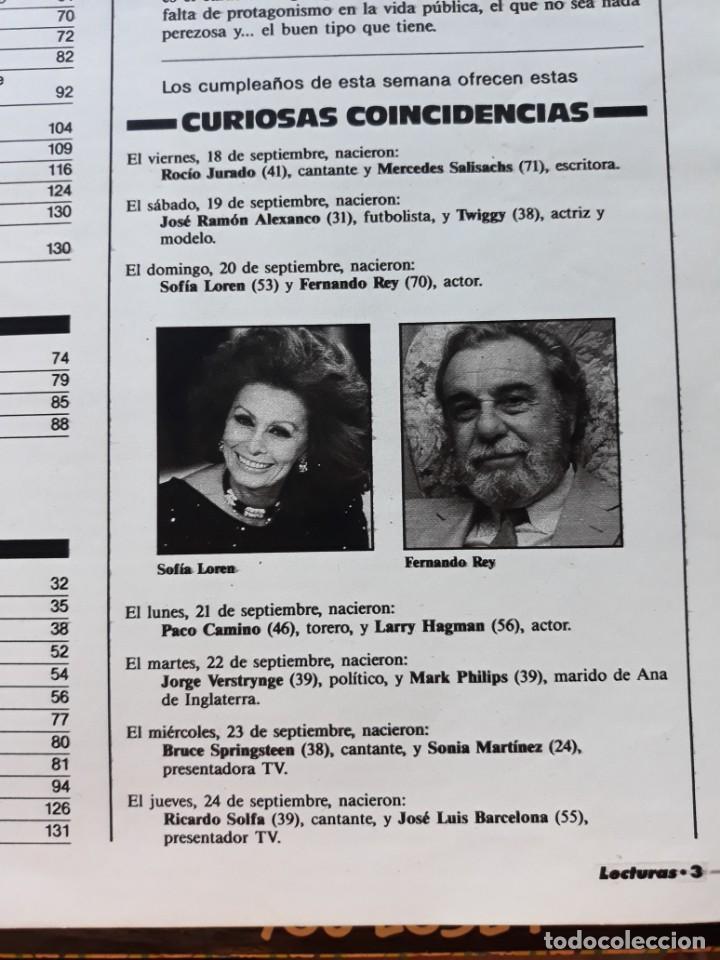 70
72
82
92
104
109
116
124
130
130
74
79
85
88
32
35
38
52
54
56
77
80
81
94
126
131
falta de protagonismo en la vida pública, el que no sea nada
perezosa y... el buen tipo que tiene.
Los cumpleaños de esta semana ofrecen estas
CURIOSAS COINCIDENCIAS
El viernes, 18 de septiembre, nacieron:
Rocío Jurado (41), cantante y Mercedes Salisachs (71), escritora.
El sábado, 19 de septiembre, nacieron:
José Ramón Alexanco (31), futbolista, y Twiggy (38), actriz y
modelo.
El domingo, 20 de septiembre, nacieron:
Sofía Loren (53) y Fernando Rey (70), actor.
Sofía Loren
Fernando Rey
El lunes, 21 de septiembre, nacieron:
Paco Camino (46), torero, y Larry Hagman (56), actor.
El martes, 22 de septiembre, nacieron:
Jorge Verstrynge (39), político, y Mark Philips (39), marido de Ana
de Inglaterra.
El miércoles, 23 de septiembre, nacieron:
Bruce Springsteen (38), cantante, y Sonia Martínez (24),
presentadora TV.
El jueves, 24 de septiembre, nacieron:
Ricardo Solfa (39), cantante, y José Luis Barcelona (55),
presentador TV.
Lecturas • 3
todocoleccion
todocoleccion.net